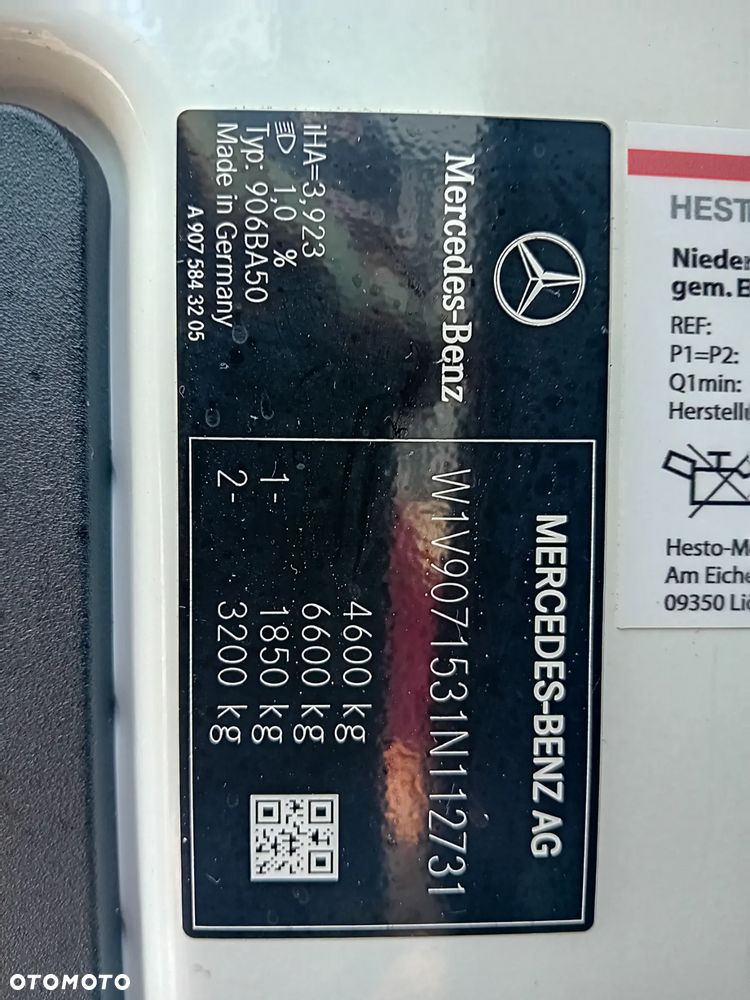 Mercedes-Benz
iHA=3,923
1,0 %
Typ: 906BA50
Made in Germany
A 907 584 32 05
MERCEDES-BENZ AG
W1V9071531N112731
4600 kg
6600 kg
1- 1850 kg
2- 3200 kg
HEST
Nieder
gem. E
REF:
P1=P2:
Q1min:
Herstell
Hesto-M
Am Eiche
09350 Li
OTOMOTO